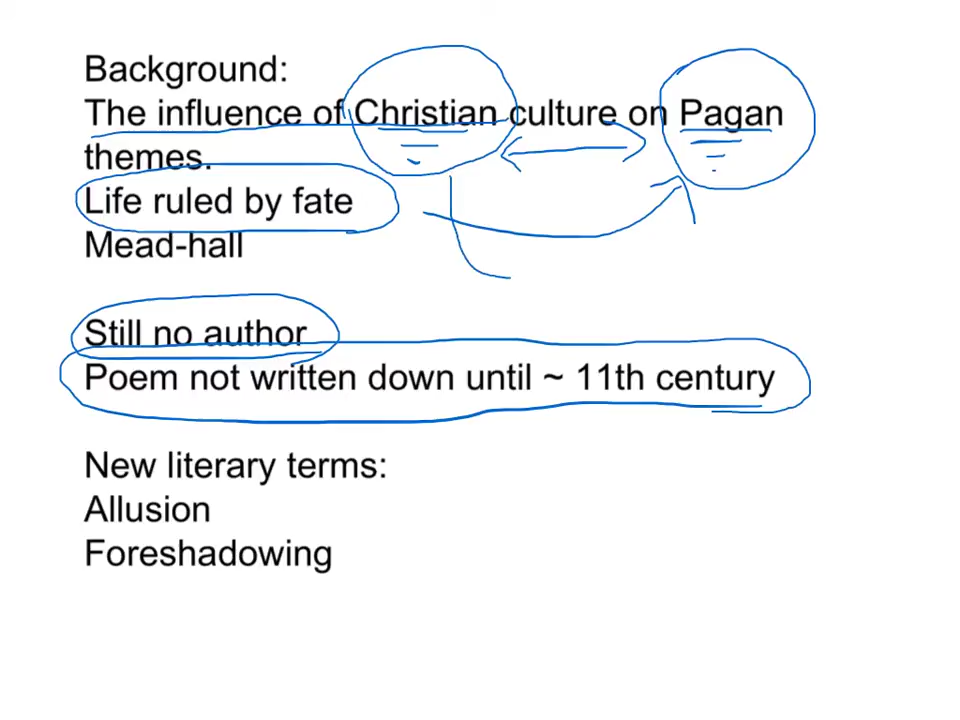 Background:
The influence of Christian culture on Pagan
themes.
Life ruled by fate
Mead-hall
Still no author
Poem not written down until ~ 11th century
New literary terms:
Allusion
Foreshadowing